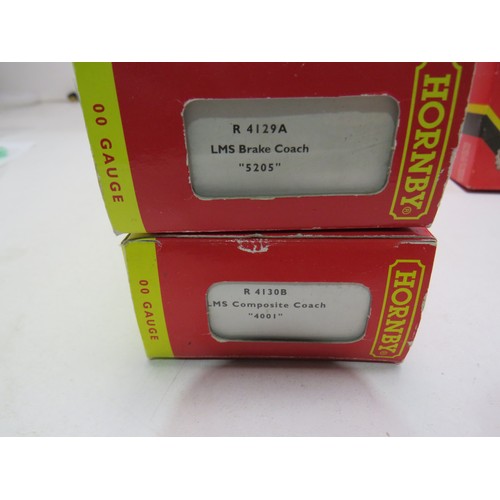 00 GAUGE
R 4129A
LMS Brake Coach
"5205"
HORNBY®
00 GAUGE
R 4130B
LMS Composite Coach
"4001"
HORNBY®